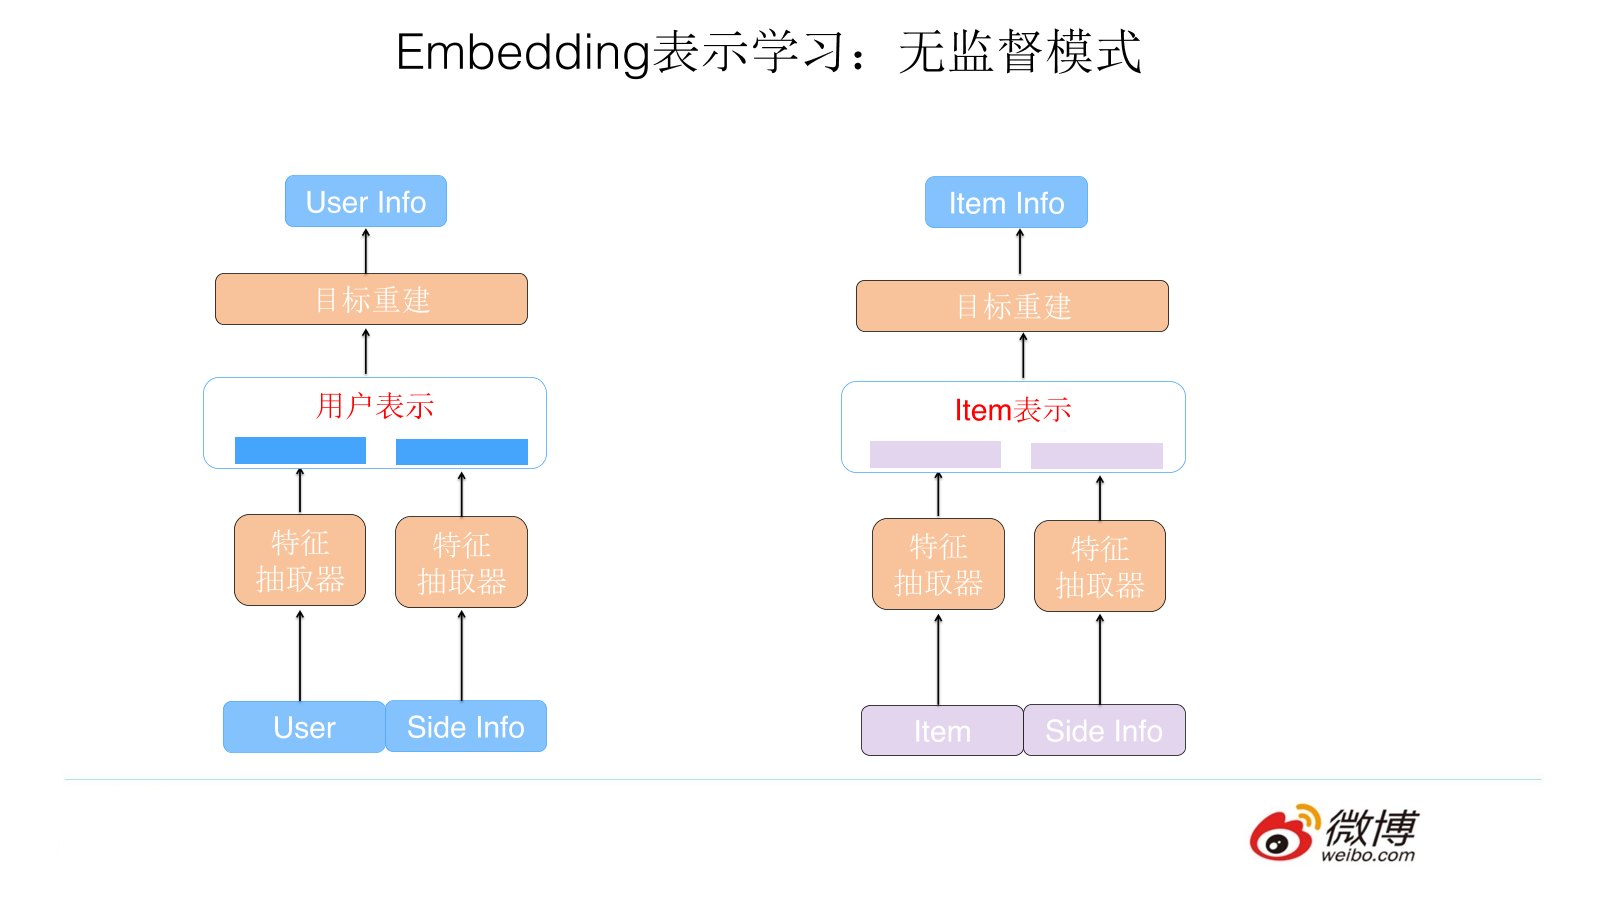 Embedding表示学习：无监督模式
User Info
目标重建
用户表示
特征
抽取器
特征
抽取器
User
Side Info
Item Info
目标重建
Item表示
特征
抽取器
特征
抽取器
Item
Side Info
微博
weibo.com